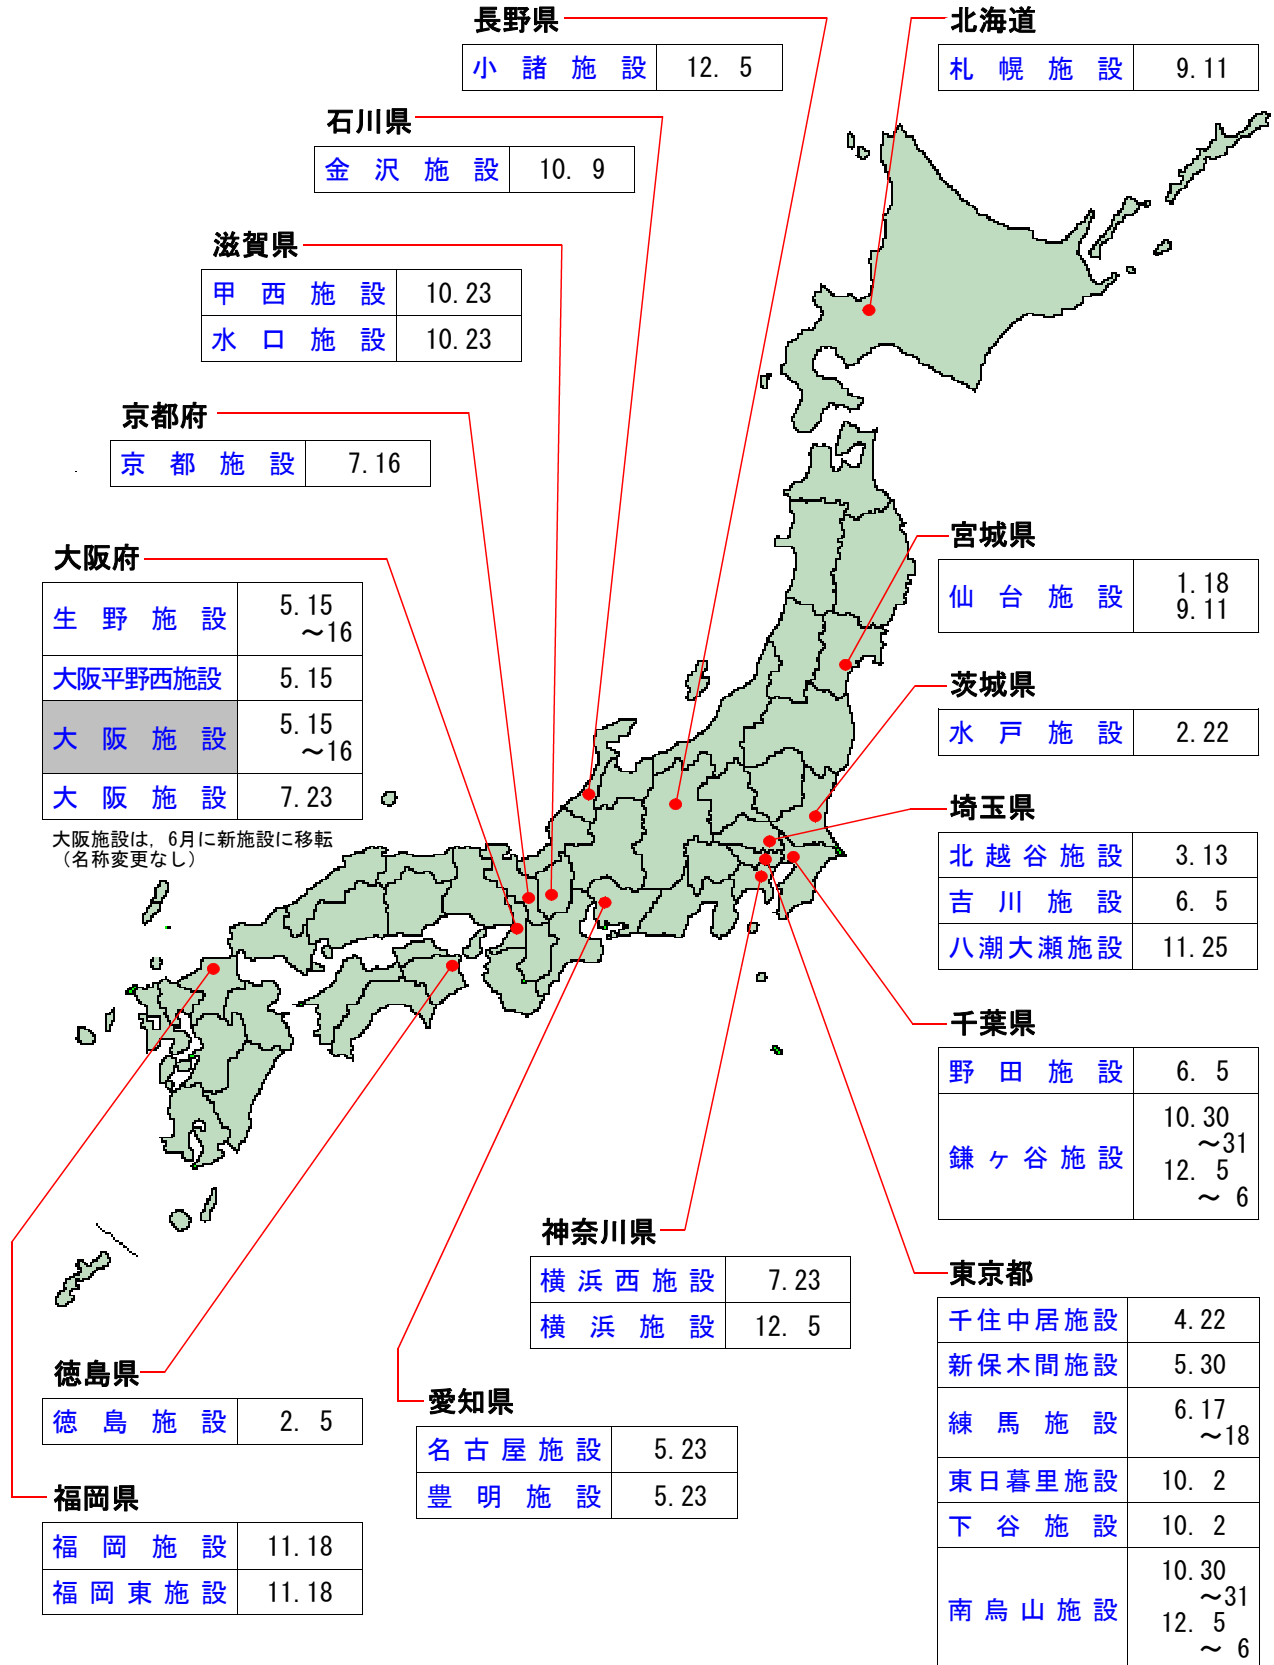 長野県
小諸施設 12. 5
北海道
札幌施設 9.11
石川県
金沢施設 10. 9
滋賀県
甲西施設 10.23
水口施設 10.23
京都府
京都施設 7.16
大阪府
生野施設 5.15
～16
大阪平野西施設 5.15
大阪施設 5.15
～16
大阪施設 7.23
大阪施設は，6月に新施設に移転
（名称変更なし）
宮城県
仙台施設 1.18
9.11
茨城県
水戸施設 2.22
埼玉県
北越谷施設 3.13
吉川施設 6. 5
八潮大瀬施設 11.25
千葉県
野田施設 6. 5
鎌ヶ谷施設 10.30
～31
12. 5
～ 6
神奈川県
横浜西施設 7.23
横浜施設 12. 5
東京都
千住中居施設 4.22
新保木間施設 5.30
練馬施設 6.17
～18
東日暮里施設 10. 2
下谷施設 10. 2
南烏山施設 10.30
～31
12. 5
～ 6
徳島県
徳島施設 2. 5
愛知県
名古屋施設 5.23
豊明施設 5.23
福岡県
福岡施設 11.18
福岡東施設 11.18